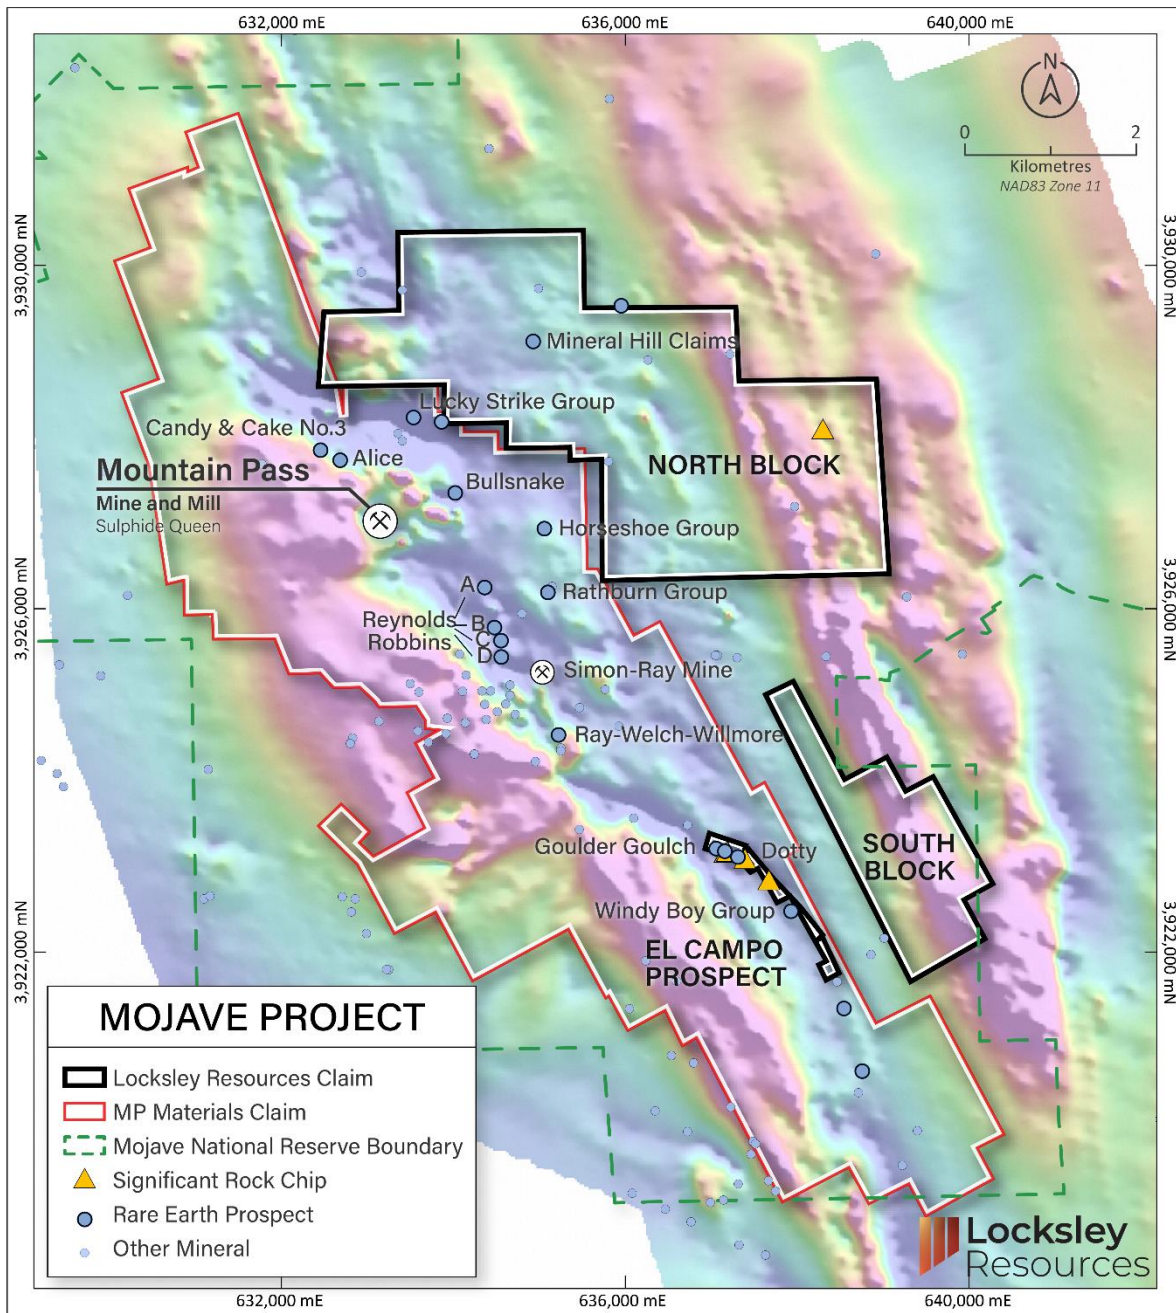 632,000 mE
636,000 mE
640,000 mE
N
0
2
Kilometres
NAD83 Zone 11
3,930,000 mN
3,930,000 mN
Mineral Hill Claims
Lucky Strike Group
Candy & Cake No.3
Alice
NORTH BLOCK
Mountain Pass
Mine and Mill
Sulphide Queen
Bullsnake
Horseshoe Group
A
Rathburn Group
3,926,000 mN
3,926,000 mN
Reynolds
B
Robbins
C
D
Simon-Ray Mine
Ray-Welch-Willmore
Goulder Goulch
Dotty
SOUTH
BLOCK
Windy Boy Group
EL CAMPO
PROSPECT
3,922,000 mN
3,922,000 mN
MOJAVE PROJECT
Locksley Resources Claim
MP Materials Claim
Mojave National Reserve Boundary
Significant Rock Chip
Rare Earth Prospect
Other Mineral
Locksley
Resources
632,000 mE
636,000 mE
640,000 mE